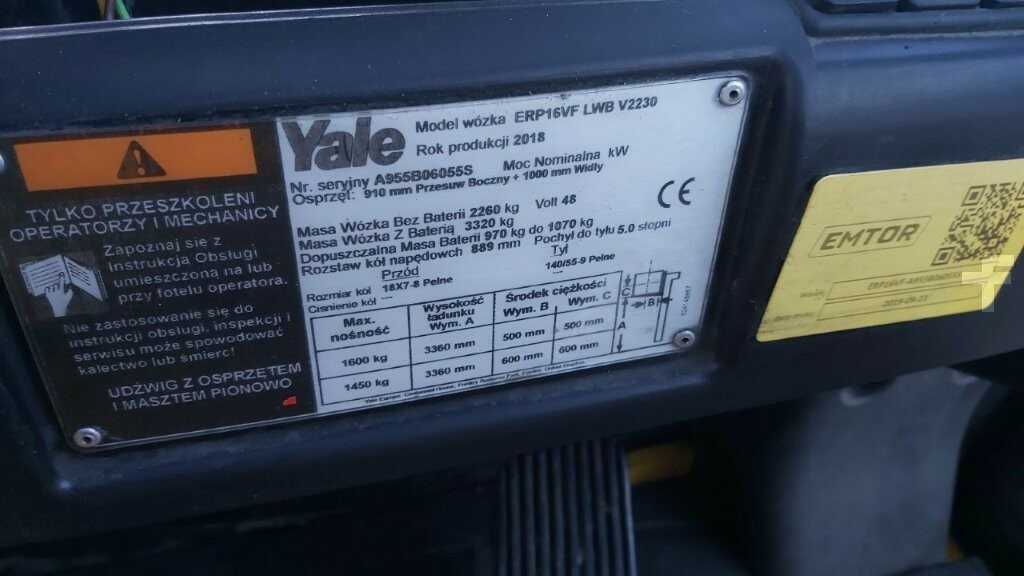 TYLKO PRZESZKOLENI
OPERATORZY I MECHANICY
Zapoznaj się z
Instrukcja Obsługi
umieszczoną na lub
przy fotelu operatora.
Nie zastosowanie się do
instrukcji obsługi, inspekcji i
serwisu może spowodować
kalectwo lub śmierć!
UDŹWIG Z OSPRZĘTEM
I MASZTEM PIONOWO
Yale
Model wózka ERP16VF LWB V2230
Rok produkcji 2018
Nr. seryjny A955B06055S Moc Nominalna kW
Osprzęt: 910 mm Przesuw Boczny + 1000 mm Widly
Masa Wózka Bez Baterii 2260 kg Volt 48
Masa Wózka Z Baterią 3320 kg
Dopuszczalna Masa Baterii 970 kg do 1070 kg
Rozstaw kół napędowych 889 mm Pochył do tyłu 5.0 stopni
Przód Tył
Rozmiar kół 18X7-8 Pełne 140/55-9 Pełne
Cisnienie kół ---
Max. nośność Wysokość ładunku Wym. A Środek ciężkości Wym. B Wym. C
1600 kg 3360 mm 500 mm 500 mm
1450 kg 3360 mm 600 mm 600 mm
C
B
D
A
CE
EMTOR